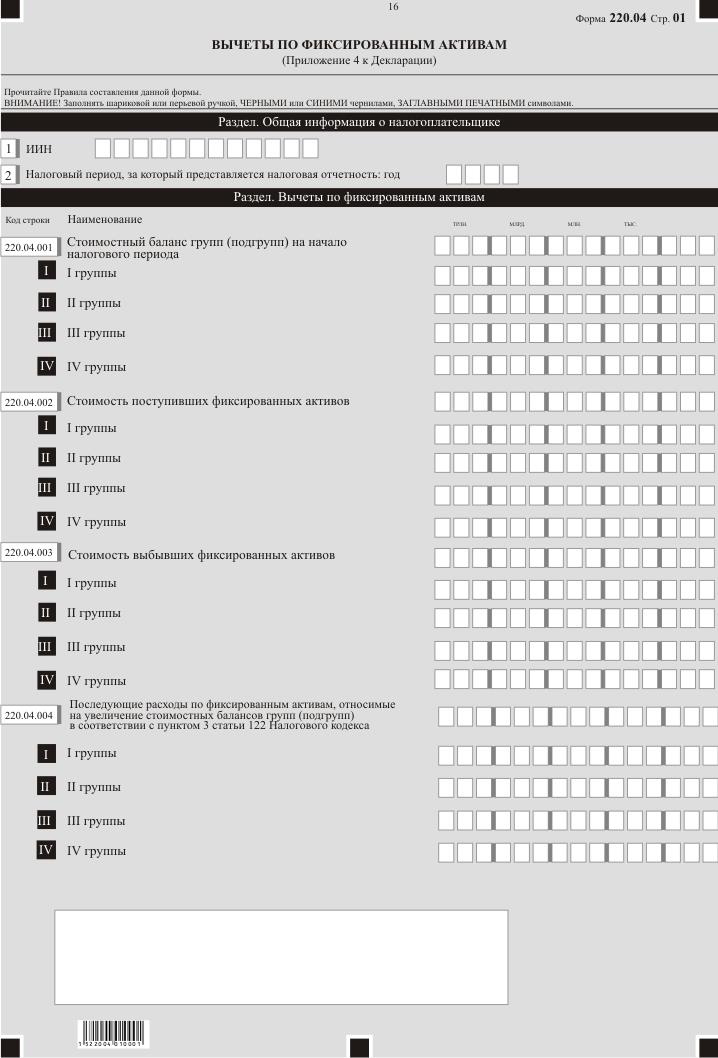 16
Форма 220.04 Стр. 01
ВЫЧЕТЫ ПО ФИКСИРОВАННЫМ АКТИВАМ
(Приложение 4 к Декларации)
Прочитайте Правила составления данной формы.
ВНИМАНИЕ! Заполнять шариковой или перьевой ручкой, ЧЕРНЫМИ или СИНИМИ чернилами, ЗАГЛАВНЫМИ ПЕЧАТНЫМИ символами.
Раздел. Общая информация о налогоплательщике
1 ИИН
2 Налоговый период, за который представляется налоговая отчетность: год
Раздел. Вычеты по фиксированным активам
Код строки Наименование
ТРЛН. МЛРД. МЛН. ТЫС.
220.04.001 Стоимостный баланс групп (подгрупп) на начало
налогового периода
I I группы
II II группы
III III группы
IV IV группы
220.04.002 Стоимость поступивших фиксированных активов
I I группы
II II группы
III III группы
IV IV группы
220.04.003 Стоимость выбывших фиксированных активов
I I группы
II II группы
III III группы
IV IV группы
220.04.004 Последующие расходы по фиксированным активам, относимые
на увеличение стоимостных балансов групп (подгрупп)
в соответствии с пунктом 3 статьи 122 Налогового кодекса
I I группы
II II группы
III III группы
IV IV группы
1322004010001